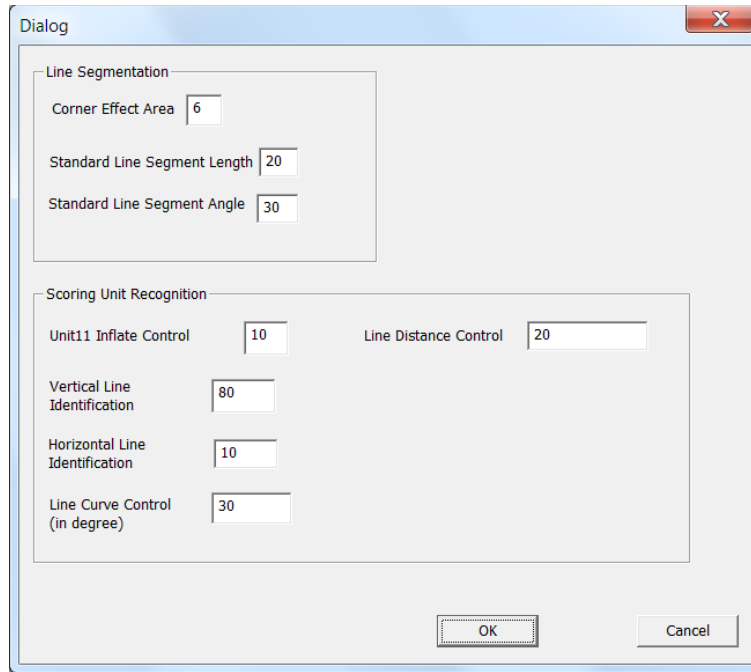 Dialog
X
Line Segmentation
Corner Effect Area 6
Standard Line Segment Length 20
Standard Line Segment Angle 30
Scoring Unit Recognition
Unit11 Inflate Control 10 Line Distance Control 20
Vertical Line
Identification 80
Horizontal Line
Identification 10
Line Curve Control
(in degree) 30
OK Cancel